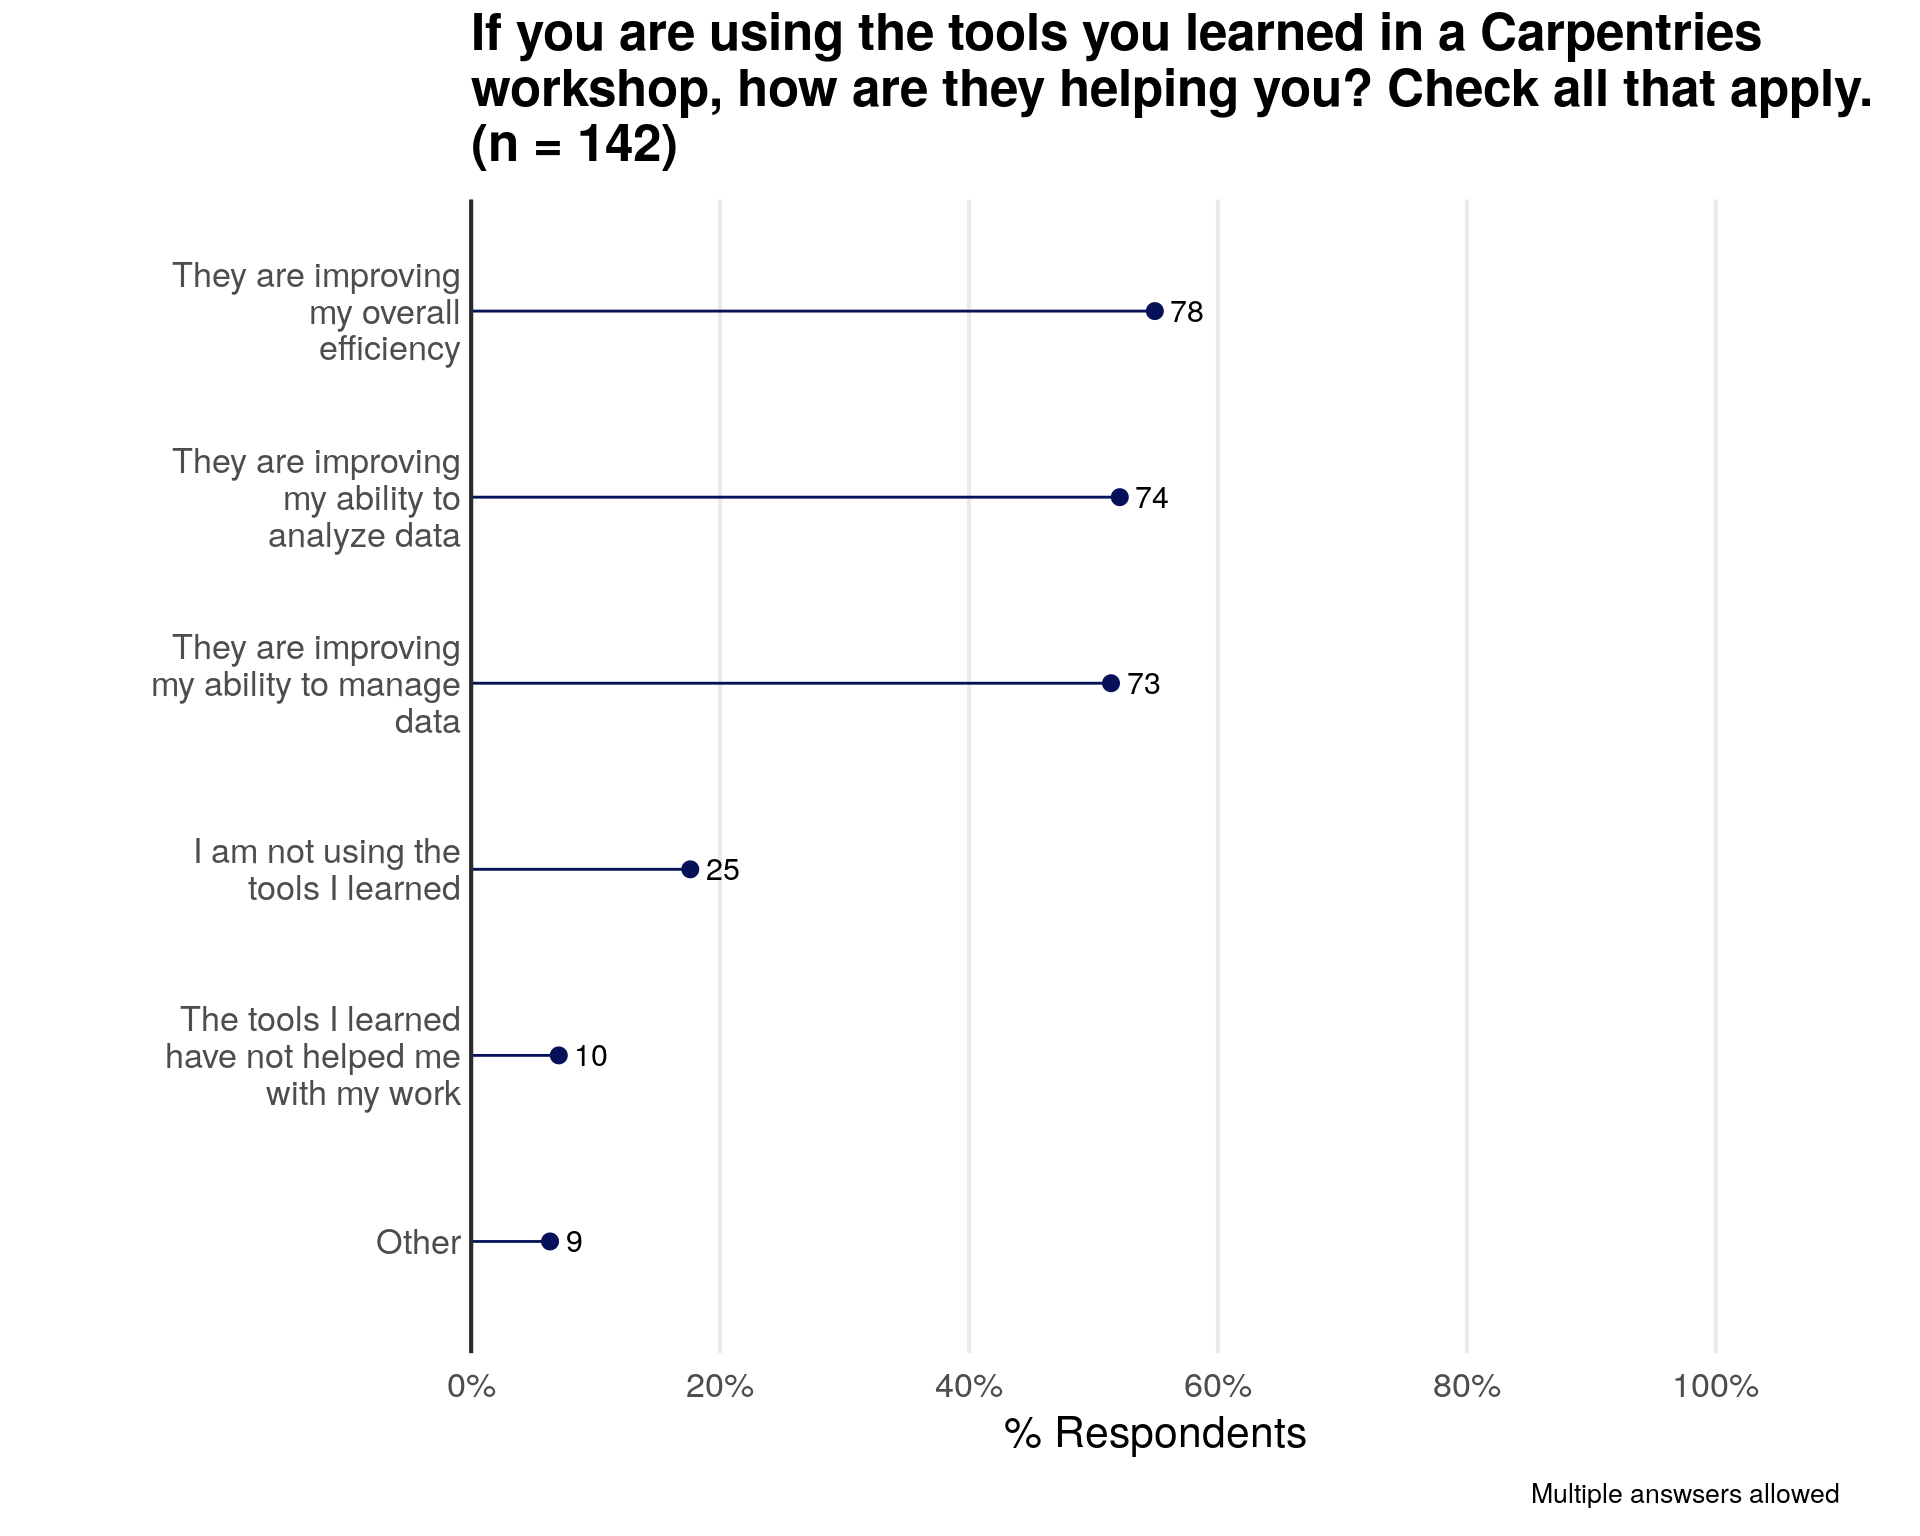 If you are using the tools you learned in a Carpentries
workshop, how are they helping you? Check all that apply.
(n = 142)
They are improving
my overall
efficiency
78
They are improving
my ability to
analyze data
74
They are improving
my ability to manage
data
73
I am not using the
tools I learned
25
The tools I learned
have not helped me
with my work
10
Other
9
0% 20% 40% 60% 80% 100%
% Respondents
Multiple answsers allowed